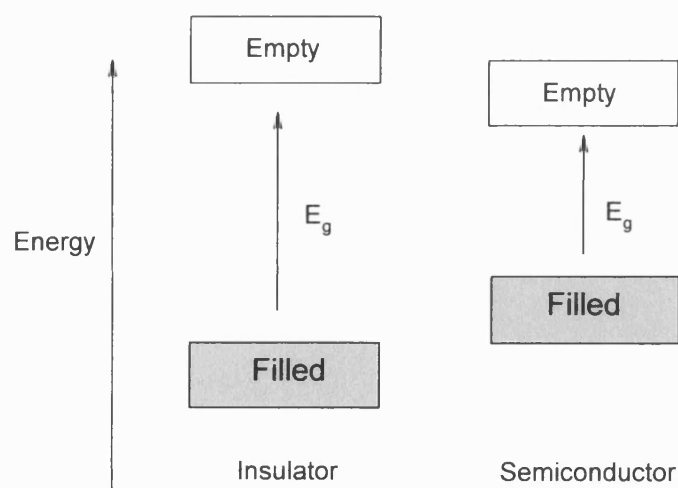 Empty
Empty
E_g
E_g
Energy
Filled
Filled
Insulator
Semiconductor